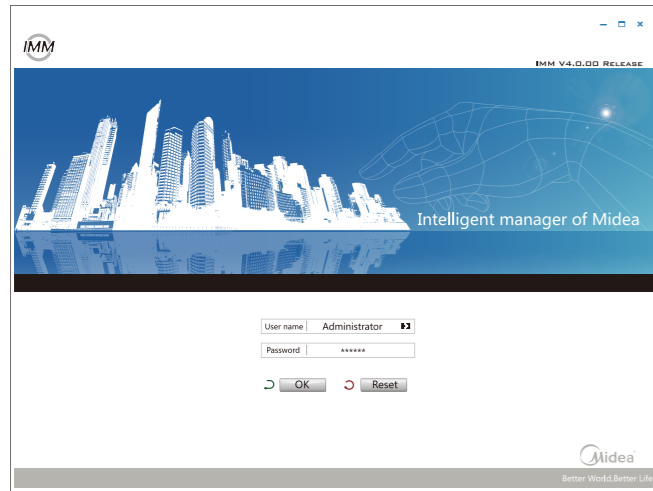 IMM
IMM V4.0.00 RELEASE
Intelligent manager of Midea
User name Administrator
Password ******
OK Reset
Midea
Better World,Better Life